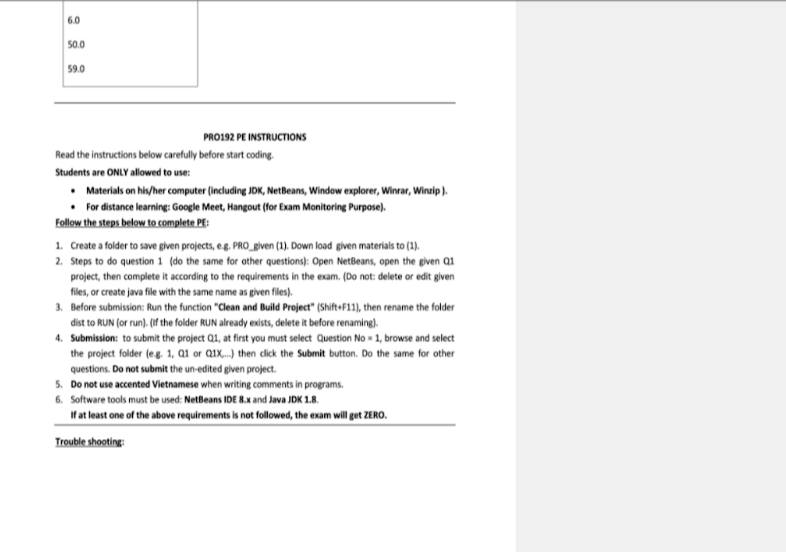 6.0
50.0
59.0
PRO192 PE INSTRUCTIONS
Read the instructions below carefully before start coding.
Students are ONLY allowed to use:
• Materials on his/her computer (including JDK, NetBeans, Window explorer, Winrar, Winzip ).
• For distance learning: Google Meet, Hangout (for Exam Monitoring Purpose).
Follow the steps below to complete PE:
1. Create a folder to save given projects, e.g. PRO_given (1). Down load given materials to (1).
2. Steps to do question 1 (do the same for other questions): Open NetBeans, open the given Q1
project, then complete it according to the requirements in the exam. (Do not: delete or edit given
files, or create java file with the same name as given files).
3. Before submission: Run the function "Clean and Build Project" (Shift+F11), then rename the folder
dist to RUN (or run). (If the folder RUN already exists, delete it before renaming).
4. Submission: to submit the project Q1, at first you must select Question No = 1, browse and select
the project folder (e.g. 1, Q1 or Q1X,...) then click the Submit button. Do the same for other
questions. Do not submit the un-edited given project.
5. Do not use accented Vietnamese when writing comments in programs.
6. Software tools must be used: NetBeans IDE 8.x and Java JDK 1.8.
If at least one of the above requirements is not followed, the exam will get ZERO.
Trouble shooting: